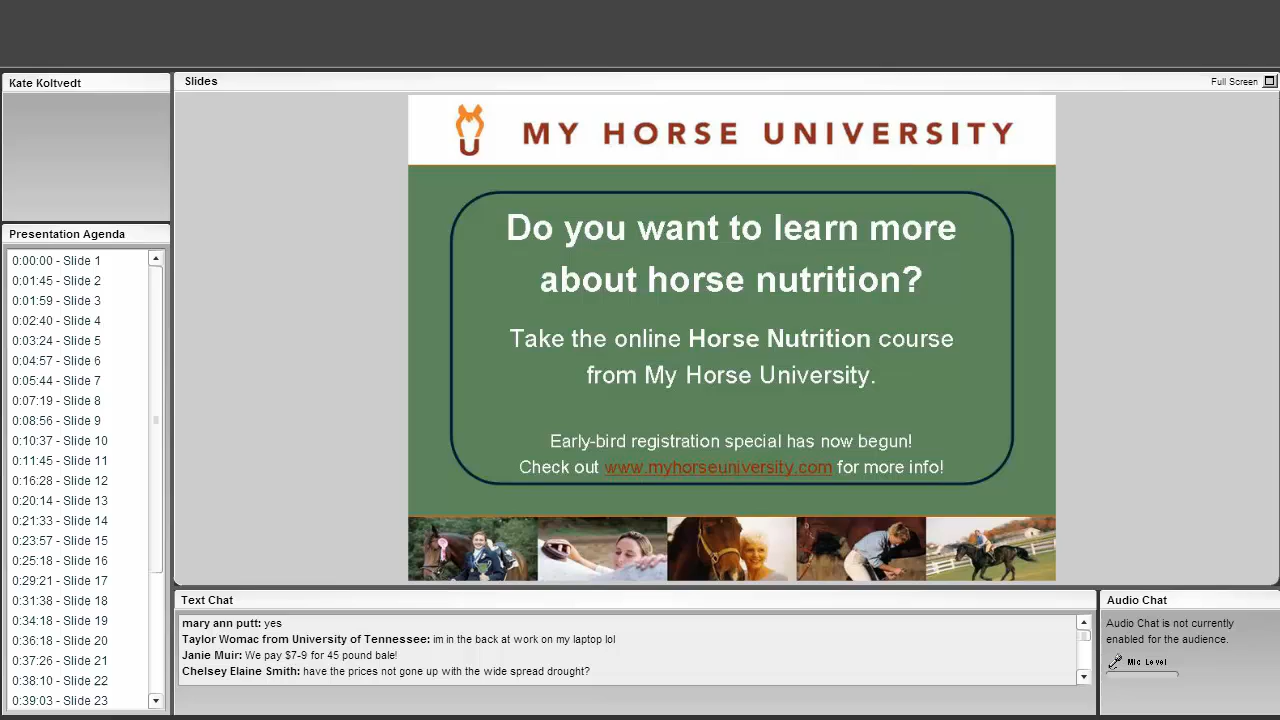 Kate Koltvedt
Slides
Full Screen
MY HORSE UNIVERSITY
Do you want to learn more
about horse nutrition?
Take the online Horse Nutrition course
from My Horse University.
Early-bird registration special has now begun!
Check out www.myhorseuniversity.com for more info!
Presentation Agenda
0:00:00 - Slide 1
0:01:45 - Slide 2
0:01:59 - Slide 3
0:02:40 - Slide 4
0:03:24 - Slide 5
0:04:57 - Slide 6
0:05:44 - Slide 7
0:07:19 - Slide 8
0:08:56 - Slide 9
0:10:37 - Slide 10
0:11:45 - Slide 11
0:16:28 - Slide 12
0:20:14 - Slide 13
0:21:33 - Slide 14
0:23:57 - Slide 15
0:25:18 - Slide 16
0:29:21 - Slide 17
0:31:38 - Slide 18
0:34:18 - Slide 19
0:36:18 - Slide 20
0:37:26 - Slide 21
0:38:10 - Slide 22
0:39:03 - Slide 23
Text Chat
mary ann putt: yes
Taylor Womac from University of Tennessee: im in the back at work on my laptop lol
Janie Muir: We pay $7-9 for 45 pound bale!
Chelsey Elaine Smith: have the prices not gone up with the wide spread drought?
Audio Chat
Audio Chat is not currently
enabled for the audience.
Mic Level